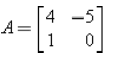 A = [4 −5
1 0]